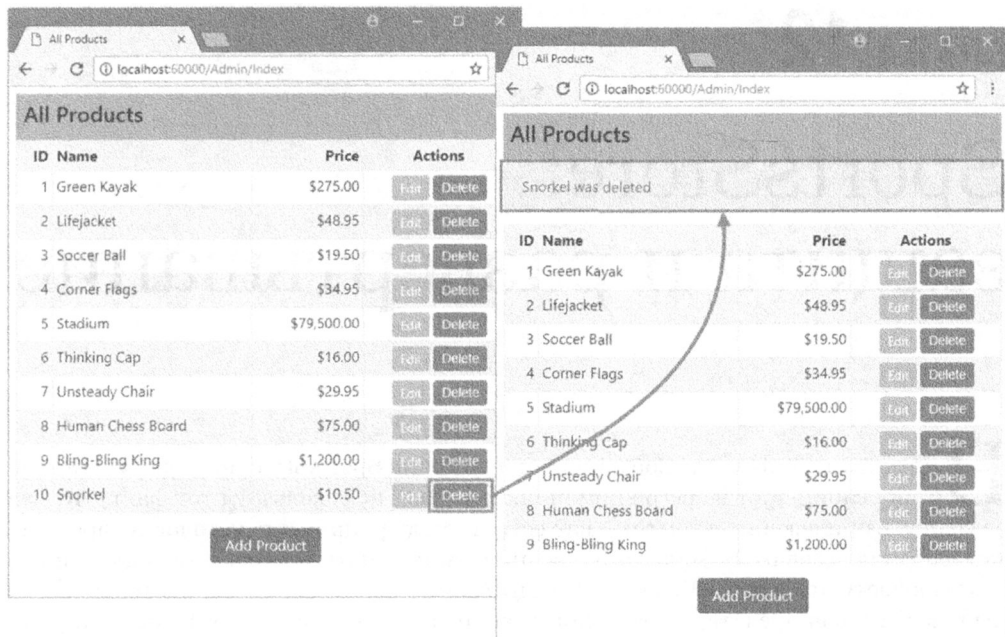 All Products
localhost:60000/Admin/Index
All Products
ID Name Price Actions
1 Green Kayak $275.00 Edit Delete
2 Lifejacket $48.95 Edit Delete
3 Soccer Ball $19.50 Edit Delete
4 Corner Flags $34.95 Edit Delete
5 Stadium $79,500.00 Edit Delete
6 Thinking Cap $16.00 Edit Delete
7 Unsteady Chair $29.95 Edit Delete
8 Human Chess Board $75.00 Edit Delete
9 Bling-Bling King $1,200.00 Edit Delete
10 Snorkel $10.50 Edit Delete
Add Product
All Products
localhost:60000/Admin/Index
All Products
Snorkel was deleted
ID Name Price Actions
1 Green Kayak $275.00 Edit Delete
2 Lifejacket $48.95 Edit Delete
3 Soccer Ball $19.50 Edit Delete
4 Corner Flags $34.95 Edit Delete
5 Stadium $79,500.00 Edit Delete
6 Thinking Cap $16.00 Edit Delete
7 Unsteady Chair $29.95 Edit Delete
8 Human Chess Board $75.00 Edit Delete
9 Bling-Bling King $1,200.00 Edit Delete
Add Product